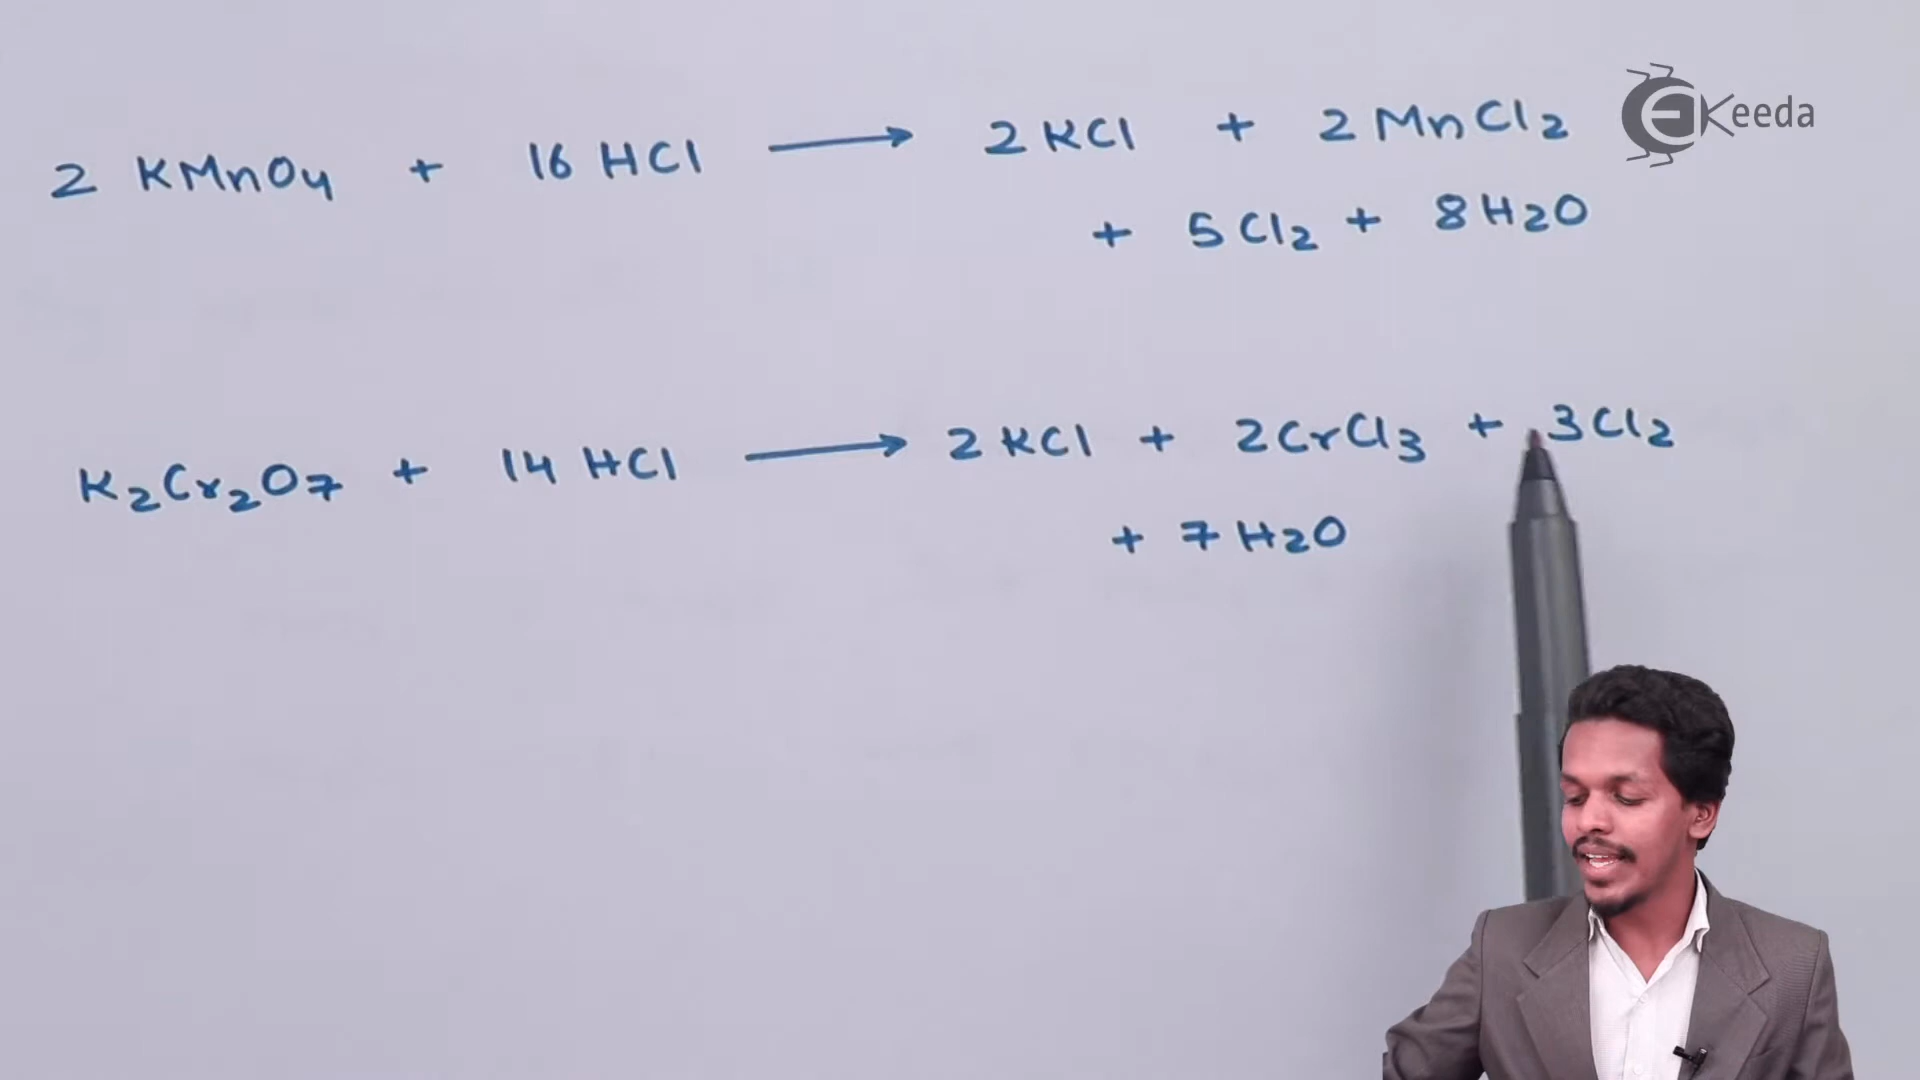 EKeeda
2 KMnO4 + 16 HCl ⟶ 2 KCl + 2 MnCl2
+ 5 Cl2 + 8 H2O
K2Cr2O7 + 14 HCl ⟶ 2 KCl + 2 CrCl3 + 3 Cl2
+ 7 H2O